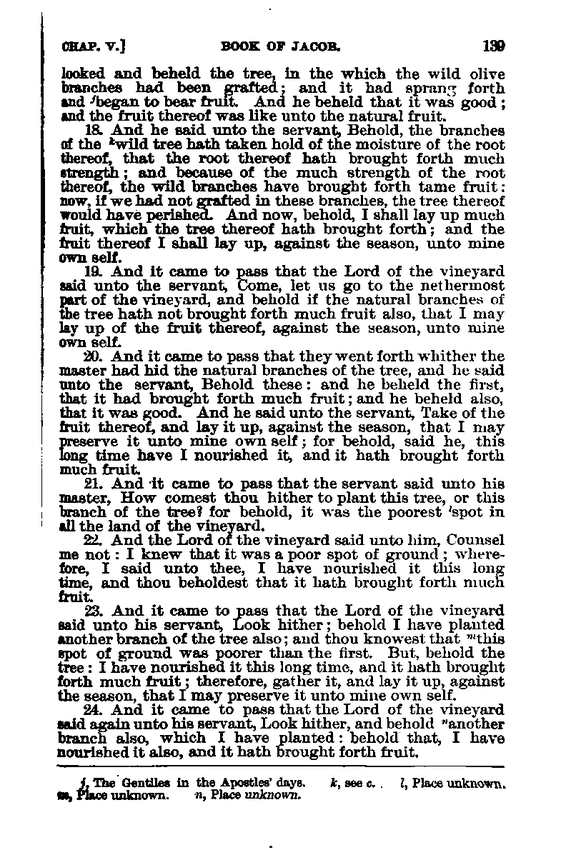 CHAP. V.] BOOK OF JACOB. 139
looked and beheld the tree, in the which the wild olive
branches had been grafted; and it had sprang forth
and jbegan to bear fruit. And he beheld that it was good;
and the fruit thereof was like unto the natural fruit.
18. And he said unto the servant, Behold, the branches
of the kwild tree hath taken hold of the moisture of the root
thereof, that the root thereof hath brought forth much
strength; and because of the much strength of the root
thereof, the wild branches have brought forth tame fruit:
now, if we had not grafted in these branches, the tree thereof
would have perished. And now, behold, I shall lay up much
fruit, which the tree thereof hath brought forth; and the
fruit thereof I shall lay up, against the season, unto mine
own self.
19. And it came to pass that the Lord of the vineyard
said unto the servant, Come, let us go to the nethermost
part of the vineyard, and behold if the natural branches of
the tree hath not brought forth much fruit also, that I may
lay up of the fruit thereof, against the season, unto mine
own self.
20. And it came to pass that they went forth whither the
master had hid the natural branches of the tree, and he said
unto the servant, Behold these: and he beheld the first,
that it had brought forth much fruit; and he beheld also,
that it was good. And he said unto the servant, Take of the
fruit thereof, and lay it up, against the season, that I may
preserve it unto mine own self; for behold, said he, this
long time have I nourished it, and it hath brought forth
much fruit.
21. And it came to pass that the servant said unto his
master, How comest thou hither to plant this tree, or this
branch of the tree? for behold, it was the poorest lspot in
all the land of the vineyard.
22. And the Lord of the vineyard said unto him, Counsel
me not: I knew that it was a poor spot of ground; where-
fore, I said unto thee, I have nourished it this long
time, and thou beholdest that it hath brought forth much
fruit.
23. And it came to pass that the Lord of the vineyard
said unto his servant, Look hither; behold I have planted
another branch of the tree also; and thou knowest that mthis
spot of ground was poorer than the first. But, behold the
tree: I have nourished it this long time, and it hath brought
forth much fruit; therefore, gather it, and lay it up, against
the season, that I may preserve it unto mine own self.
24. And it came to pass that the Lord of the vineyard
said again unto his servant, Look hither, and behold nanother
branch also, which I have planted: behold that, I have
nourished it also, and it hath brought forth fruit.
j, The Gentiles in the Apostles' days. k, see c. l, Place unknown.
m, Place unknown. n, Place unknown.